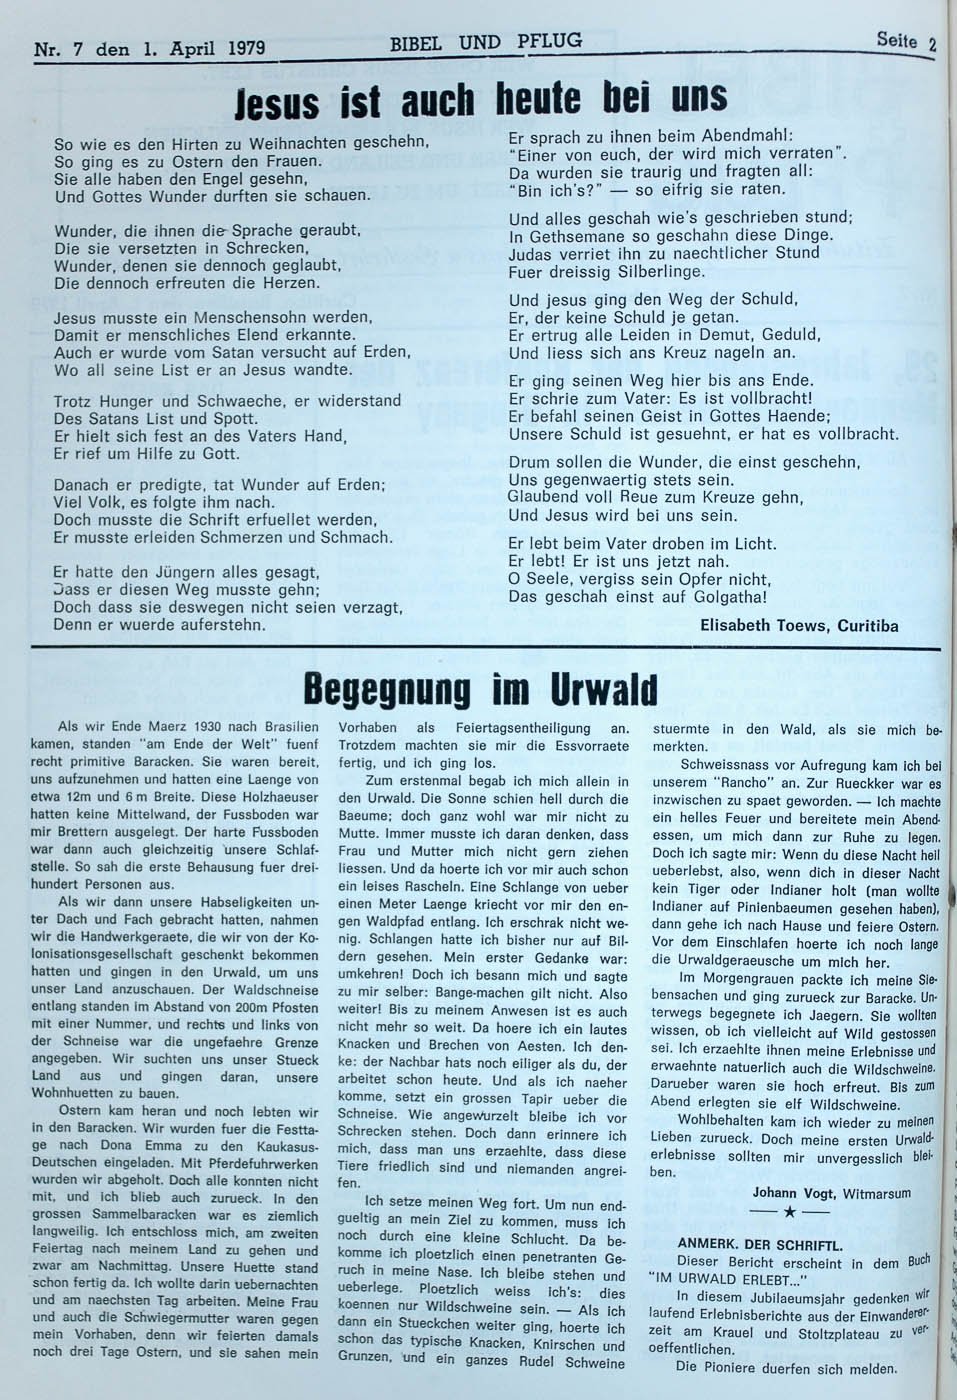 Nr. 7 den 1. April 1979
BIBEL UND PFLUG
Seite 2
Jesus ist auch heute bei uns
So wie es den Hirten zu Weihnachten geschehn,
So ging es zu Ostern den Frauen.
Sie alle haben den Engel gesehn,
Und Gottes Wunder durften sie schauen.
Wunder, die ihnen die Sprache geraubt,
Die sie versetzten in Schrecken,
Wunder, denen sie dennoch geglaubt,
Die dennoch erfreuten die Herzen.
Jesus musste ein Menschensohn werden,
Damit er menschliches Elend erkannte.
Auch er wurde vom Satan versucht auf Erden,
Wo all seine List er an Jesus wandte.
Trotz Hunger und Schwaeche, er widerstand
Des Satans List und Spott.
Er hielt sich fest an des Vaters Hand,
Er rief um Hilfe zu Gott.
Danach er predigte, tat Wunder auf Erden;
Viel Volk, es folgte ihm nach.
Doch musste die Schrift erfuellet werden,
Er musste erleiden Schmerzen und Schmach.
Er hatte den Jüngern alles gesagt,
Dass er diesen Weg musste gehn;
Doch dass sie deswegen nicht seien verzagt,
Denn er wuerde auferstehn.
Er sprach zu ihnen beim Abendmahl:
"Einer von euch, der wird mich verraten".
Da wurden sie traurig und fragten all:
"Bin ich's?" — so eifrig sie raten.
Und alles geschah wie's geschrieben stund;
In Gethsemane so geschahn diese Dinge.
Judas verriet ihn zu naechtlicher Stund
Fuer dreissig Silberlinge.
Und jesus ging den Weg der Schuld,
Er, der keine Schuld je getan.
Er ertrug alle Leiden in Demut, Geduld,
Und liess sich ans Kreuz nageln an.
Er ging seinen Weg hier bis ans Ende.
Er schrie zum Vater: Es ist vollbracht!
Er befahl seinen Geist in Gottes Haende;
Unsere Schuld ist gesuehnt, er hat es vollbracht.
Drum sollen die Wunder, die einst geschehn,
Uns gegenwaertig stets sein.
Glaubend voll Reue zum Kreuze gehn,
Und Jesus wird bei uns sein.
Er lebt beim Vater droben im Licht.
Er lebt! Er ist uns jetzt nah.
O Seele, vergiss sein Opfer nicht,
Das geschah einst auf Golgatha!
Elisabeth Toews, Curitiba
Begegnung im Urwald
Als wir Ende Maerz 1930 nach Brasilien
kamen, standen "am Ende der Welt" fuenf
recht primitive Baracken. Sie waren bereit,
uns aufzunehmen und hatten eine Laenge von
etwa 12m und 6 m Breite. Diese Holzhaeuser
hatten keine Mittelwand, der Fussboden war
mir Brettern ausgelegt. Der harte Fussboden
war dann auch gleichzeitig unsere Schlaf-
stelle. So sah die erste Behausung fuer drei-
hundert Personen aus.
Als wir dann unsere Habseligkeiten un-
ter Dach und Fach gebracht hatten, nahmen
wir die Handwerkgeraete, die wir von der Ko-
lonisationsgesellschaft geschenkt bekommen
hatten und gingen in den Urwald, um uns
unser Land anzuschauen. Der Waldschneise
entlang standen im Abstand von 200m Pfosten
mit einer Nummer, und rechts und links von
der Schneise war die ungefaehre Grenze
angegeben. Wir suchten uns unser Stueck
Land aus und gingen daran, unsere
Wohnhuetten zu bauen.
Ostern kam heran und noch lebten wir
in den Baracken. Wir wurden fuer die Festta-
ge nach Dona Emma zu den Kaukasus-
Deutschen eingeladen. Mit Pferdefuhrwerken
wurden wir abgeholt. Doch alle konnten nicht
mit, und ich blieb auch zurueck. In den
grossen Sammelbaracken war es ziemlich
langweilig. Ich entschloss mich, am zweiten
Feiertag nach meinem Land zu gehen und
zwar am Nachmittag. Unsere Huette stand
schon fertig da. Ich wollte darin uebernachten
und am naechsten Tag arbeiten. Meine Frau
und auch die Schwiegermutter waren gegen
mein Vorhaben, denn wir feierten damals
noch drei Tage Ostern, und sie sahen mein
Vorhaben als Feiertagsentheiligung an.
Trotzdem machten sie mir die Essvorraete
fertig, und ich ging los.
Zum erstenmal begab ich mich allein in
den Urwald. Die Sonne schien hell durch die
Baeume; doch ganz wohl war mir nicht zu
Mutte. Immer musste ich daran denken, dass
Frau und Mutter mich nicht gern ziehen
liessen. Und da hoerte ich vor mir auch schon
ein leises Rascheln. Eine Schlange von ueber
einen Meter Laenge kriecht vor mir den en-
gen Waldpfad entlang. Ich erschrak nicht we-
nig. Schlangen hatte ich bisher nur auf Bil-
dern gesehen. Mein erster Gedanke war:
umkehren! Doch ich besann mich und sagte
zu mir selber: Bange-machen gilt nicht. Also
weiter! Bis zu meinem Anwesen ist es auch
nicht mehr so weit. Da hoere ich ein lautes
Knacken und Brechen von Aesten. Ich den-
ke: der Nachbar hats noch eiliger als du, der
arbeitet schon heute. Und als ich naeher
komme, setzt ein grosser Tapir ueber die
Schneise. Wie angewurzelt bleibe ich vor
Schrecken stehen. Doch dann erinnere ich
mich, dass man uns erzaehlte, dass diese
Tiere friedlich sind und niemanden angrei-
fen.
Ich setze meinen Weg fort. Um nun end-
gueltig an mein Ziel zu kommen, muss ich
noch durch eine kleine Schlucht. Da be-
komme ich ploetzlich einen penetranten Ge-
ruch in meine Nase. Ich bleibe stehen und
ueberlege. Ploetzlich weiss ich's: dies
koennen nur Wildschweine sein. — Als ich
dann ein Stueckchen weiter ging, hoerte ich
schon das typische Knacken, Knirschen und
Grunzen, und ein ganzes Rudel Schweine
stuermte in den Wald, als sie mich be-
merkten.
Schweissnass vor Aufregung kam ich bei
unserem "Rancho" an. Zur Rueckker war es
inzwischen zu spaet geworden. — Ich machte
ein helles Feuer und bereitete mein Abend-
essen, um mich dann zur Ruhe zu legen.
Doch ich sagte mir: Wenn du diese Nacht heil
ueberlebst, also, wenn dich in dieser Nacht
kein Tiger oder Indianer holt (man wollte
Indianer auf Pinienbaeumen gesehen haben),
dann gehe ich nach Hause und feiere Ostern.
Vor dem Einschlafen hoerte ich noch lange
die Urwaldgeraeusche um mich her.
Im Morgengrauen packte ich meine Sie-
bensachen und ging zurueck zur Baracke. Un-
terwegs begegnete ich Jaegern. Sie wollten
wissen, ob ich vielleicht auf Wild gestossen
sei. Ich erzaehlte ihnen meine Erlebnisse und
erwaehnte natuerlich auch die Wildschweine.
Darueber waren sie hoch erfreut. Bis zum
Abend erlegten sie elf Wildschweine.
Wohlbehalten kam ich wieder zu meinen
Lieben zurueck. Doch meine ersten Urwald-
erlebnisse sollten mir unvergesslich blei-
ben.
Johann Vogt, Witmarsum
ANMERK. DER SCHRIFTL.
Dieser Bericht erscheint in dem Buch
"IM URWALD ERLEBT..."
In diesem Jubilaeumsjahr gedenken wir
laufend Erlebnisberichte aus der Einwanderer-
zeit am Krauel und Stoltzplateau zu ver-
oeffentlichen.
Die Pioniere duerfen sich melden.